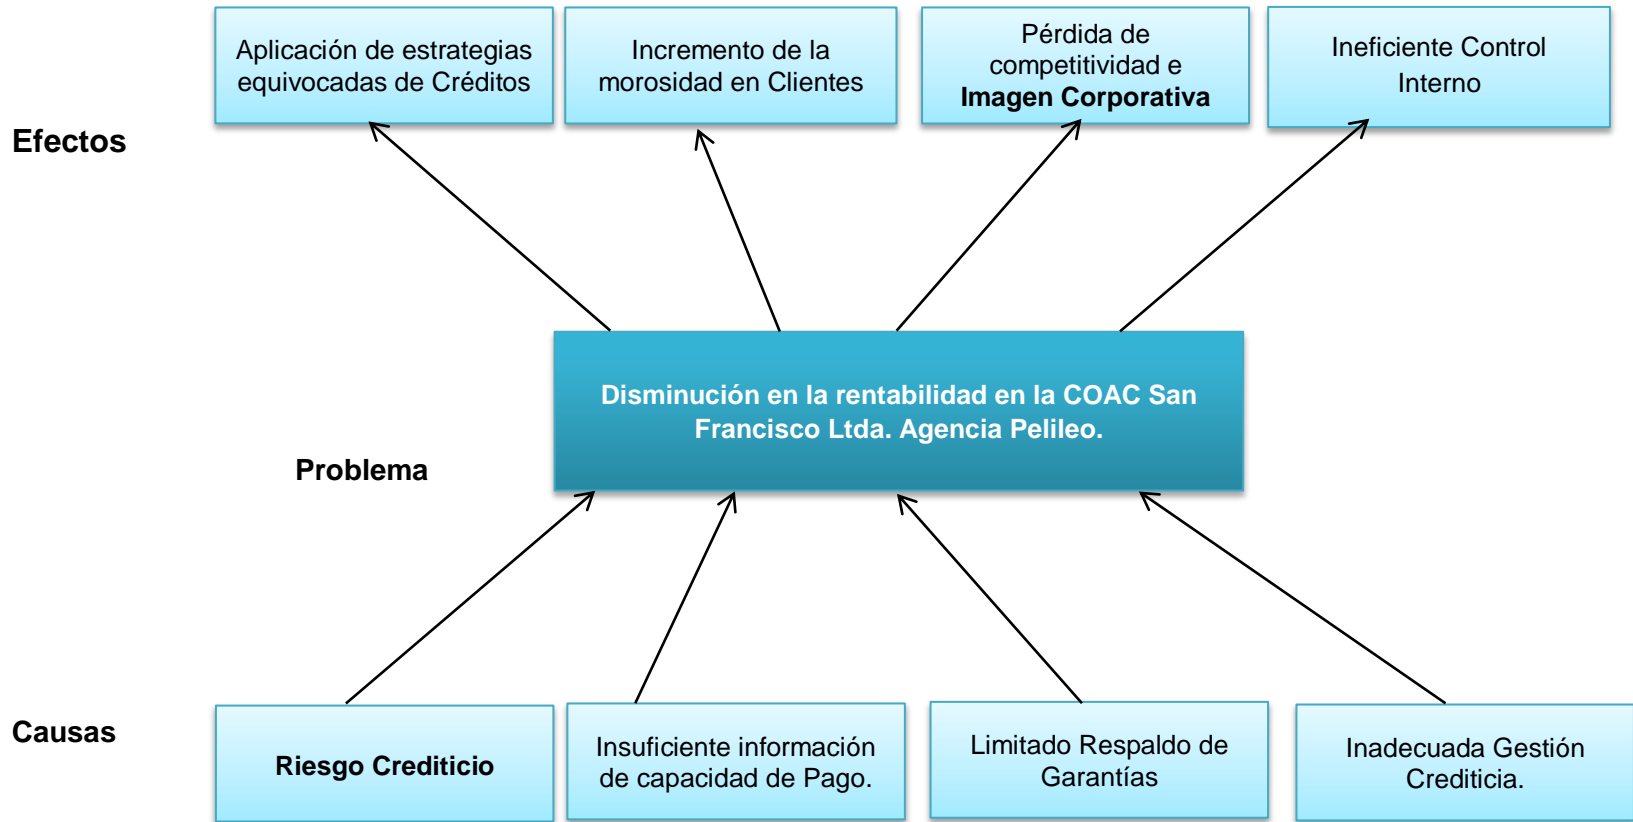 Aplicación de estrategias
equivocadas de Créditos
Incremento de la
morosidad en Clientes
Pérdida de
competitividad e
Imagen Corporativa
Ineficiente Control
Interno
Efectos
Disminución en la rentabilidad en la COAC San
Francisco Ltda. Agencia Pelileo.
Problema
Causas
Riesgo Crediticio
Insuficiente información
de capacidad de Pago.
Limitado Respaldo de
Garantías
Inadecuada Gestión
Crediticia.